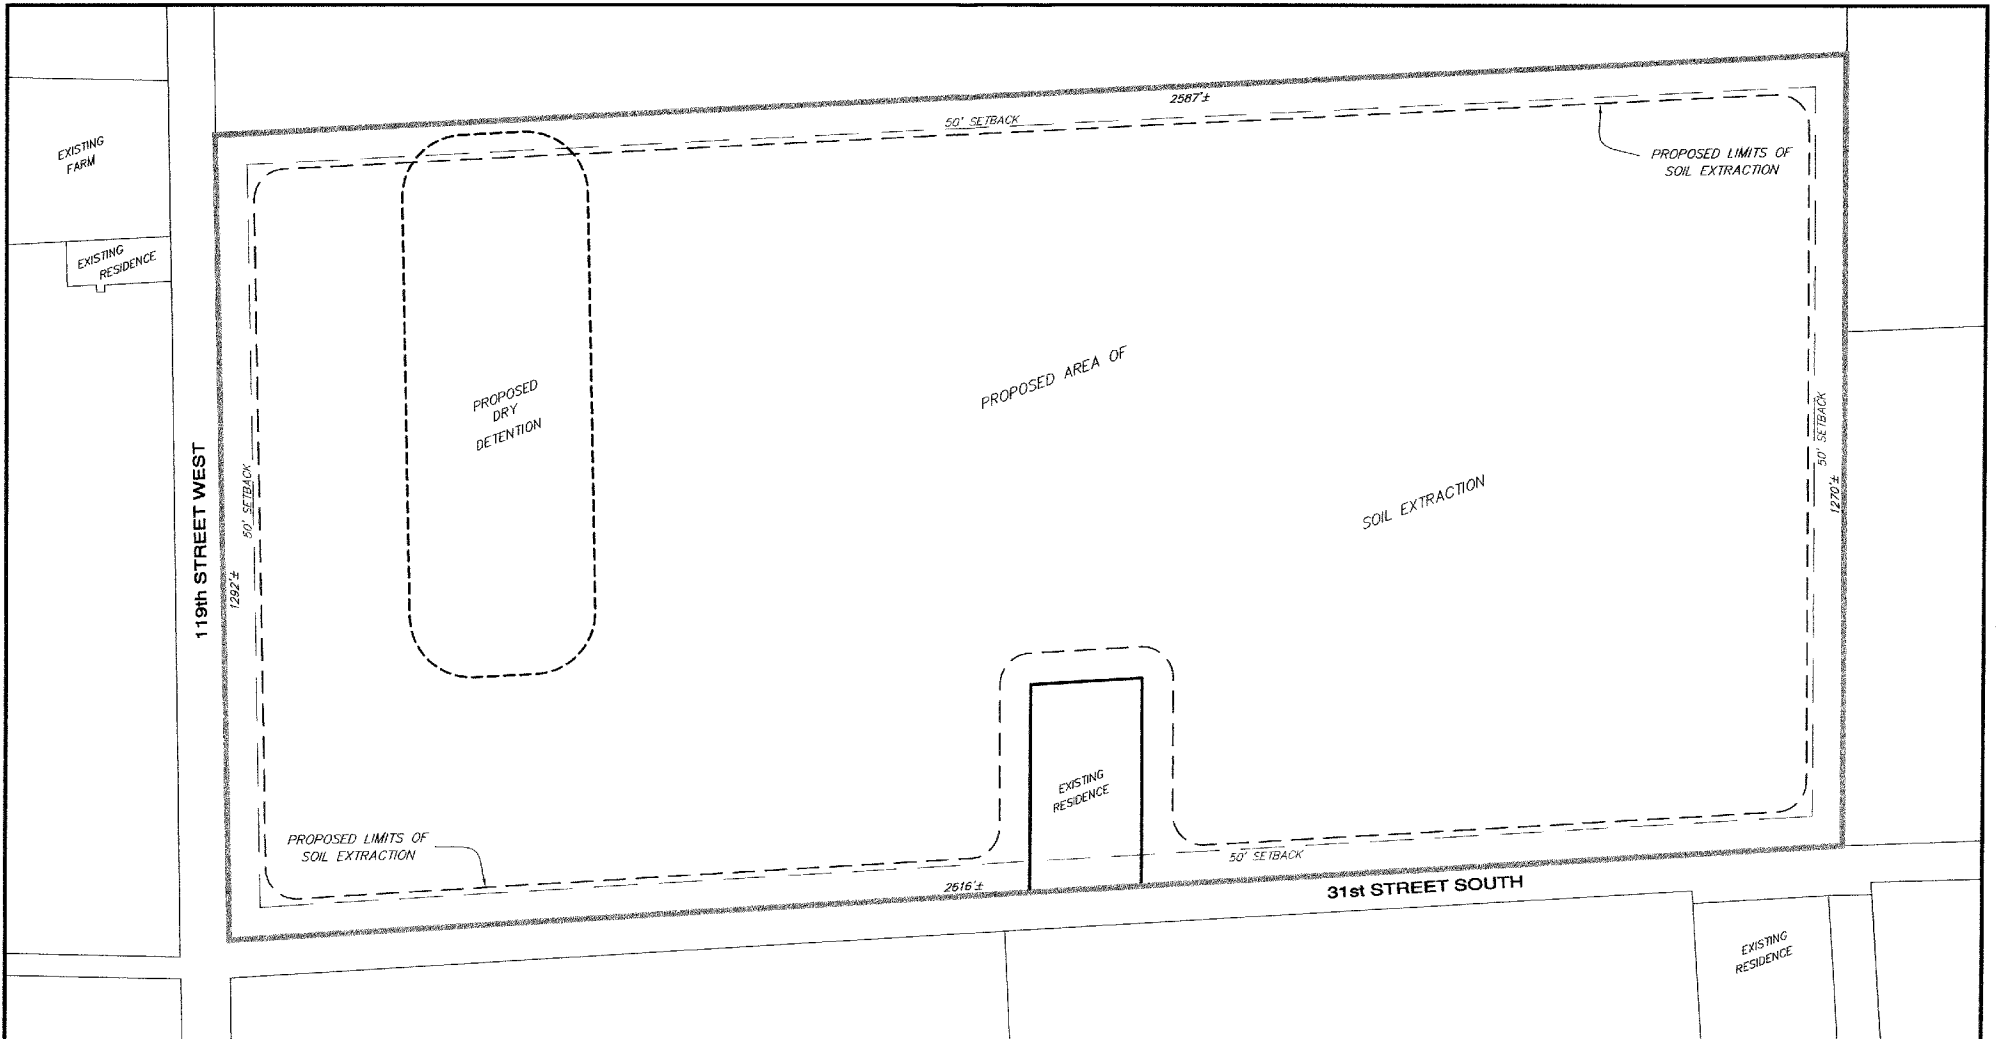 2587'±
50' SETBACK
EXISTING
FARM
PROPOSED LIMITS OF
SOIL EXTRACTION
EXISTING
RESIDENCE
PROPOSED AREA OF
PROPOSED
DRY
DETENTION
50' SETBACK
1270'±
SOIL EXTRACTION
119th STREET WEST
50' SETBACK
1292'±
EXISTING
RESIDENCE
PROPOSED LIMITS OF
SOIL EXTRACTION
50' SETBACK
2616'±
31st STREET SOUTH
EXISTING
RESIDENCE